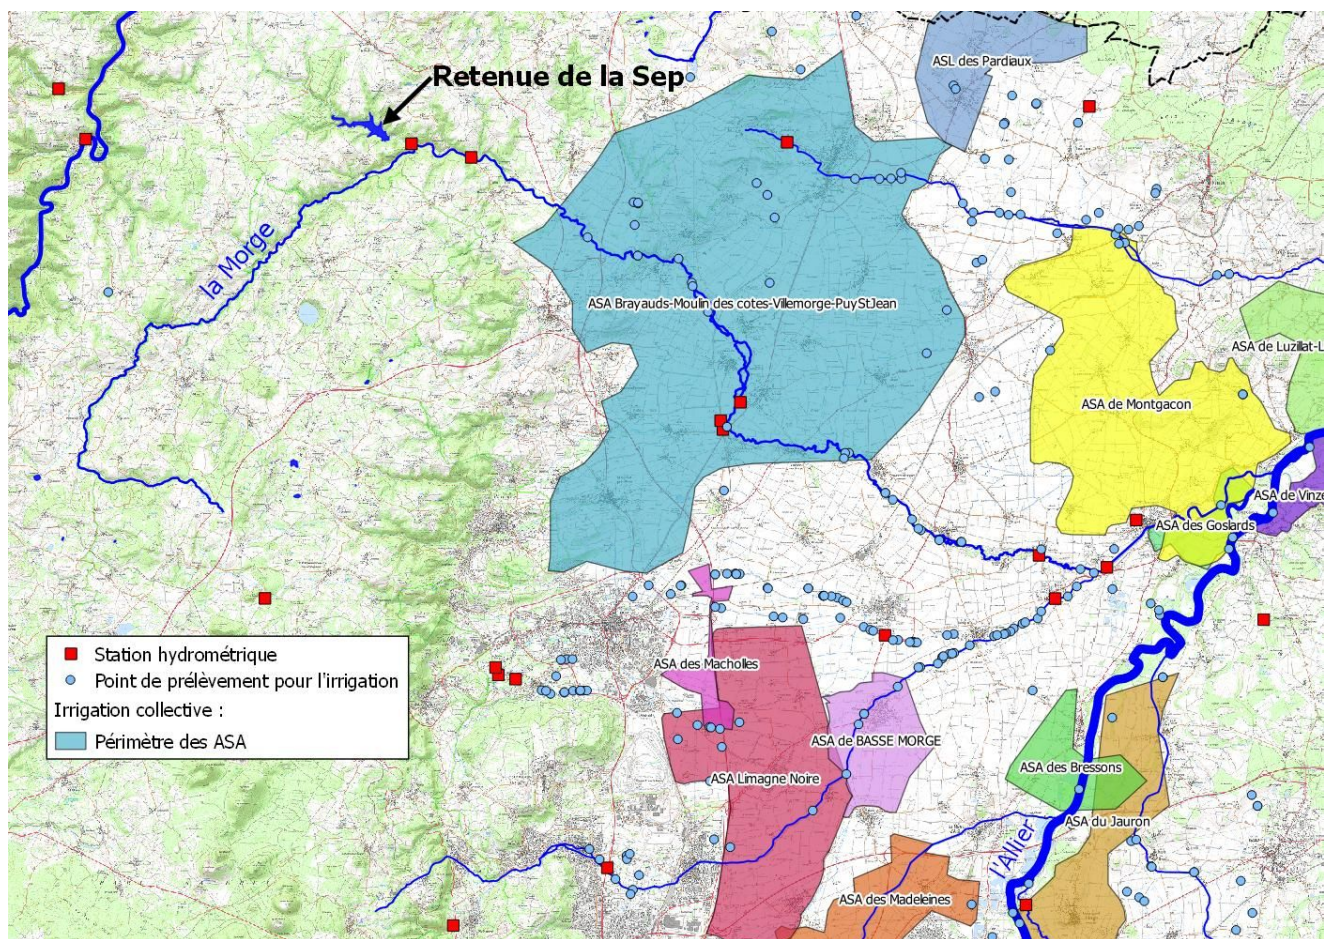 ASL des Pardiaux
Retenue de la Sep
la Morge
ASA Brayauds-Moulin des cotes-Villemorge-PuyStJean
ASA de Luzillat-L
ASA de Montgacon
ASA de Vinze
ASA des Goslards
Station hydrométrique
Point de prélèvement pour l'irrigation
Irrigation collective :
Périmètre des ASA
ASA des Macholles
ASA de BASSE MORGE
ASA Limagne Noire
ASA des Bressons
ASA du Jauron
l'Allier
ASA des Madeleines